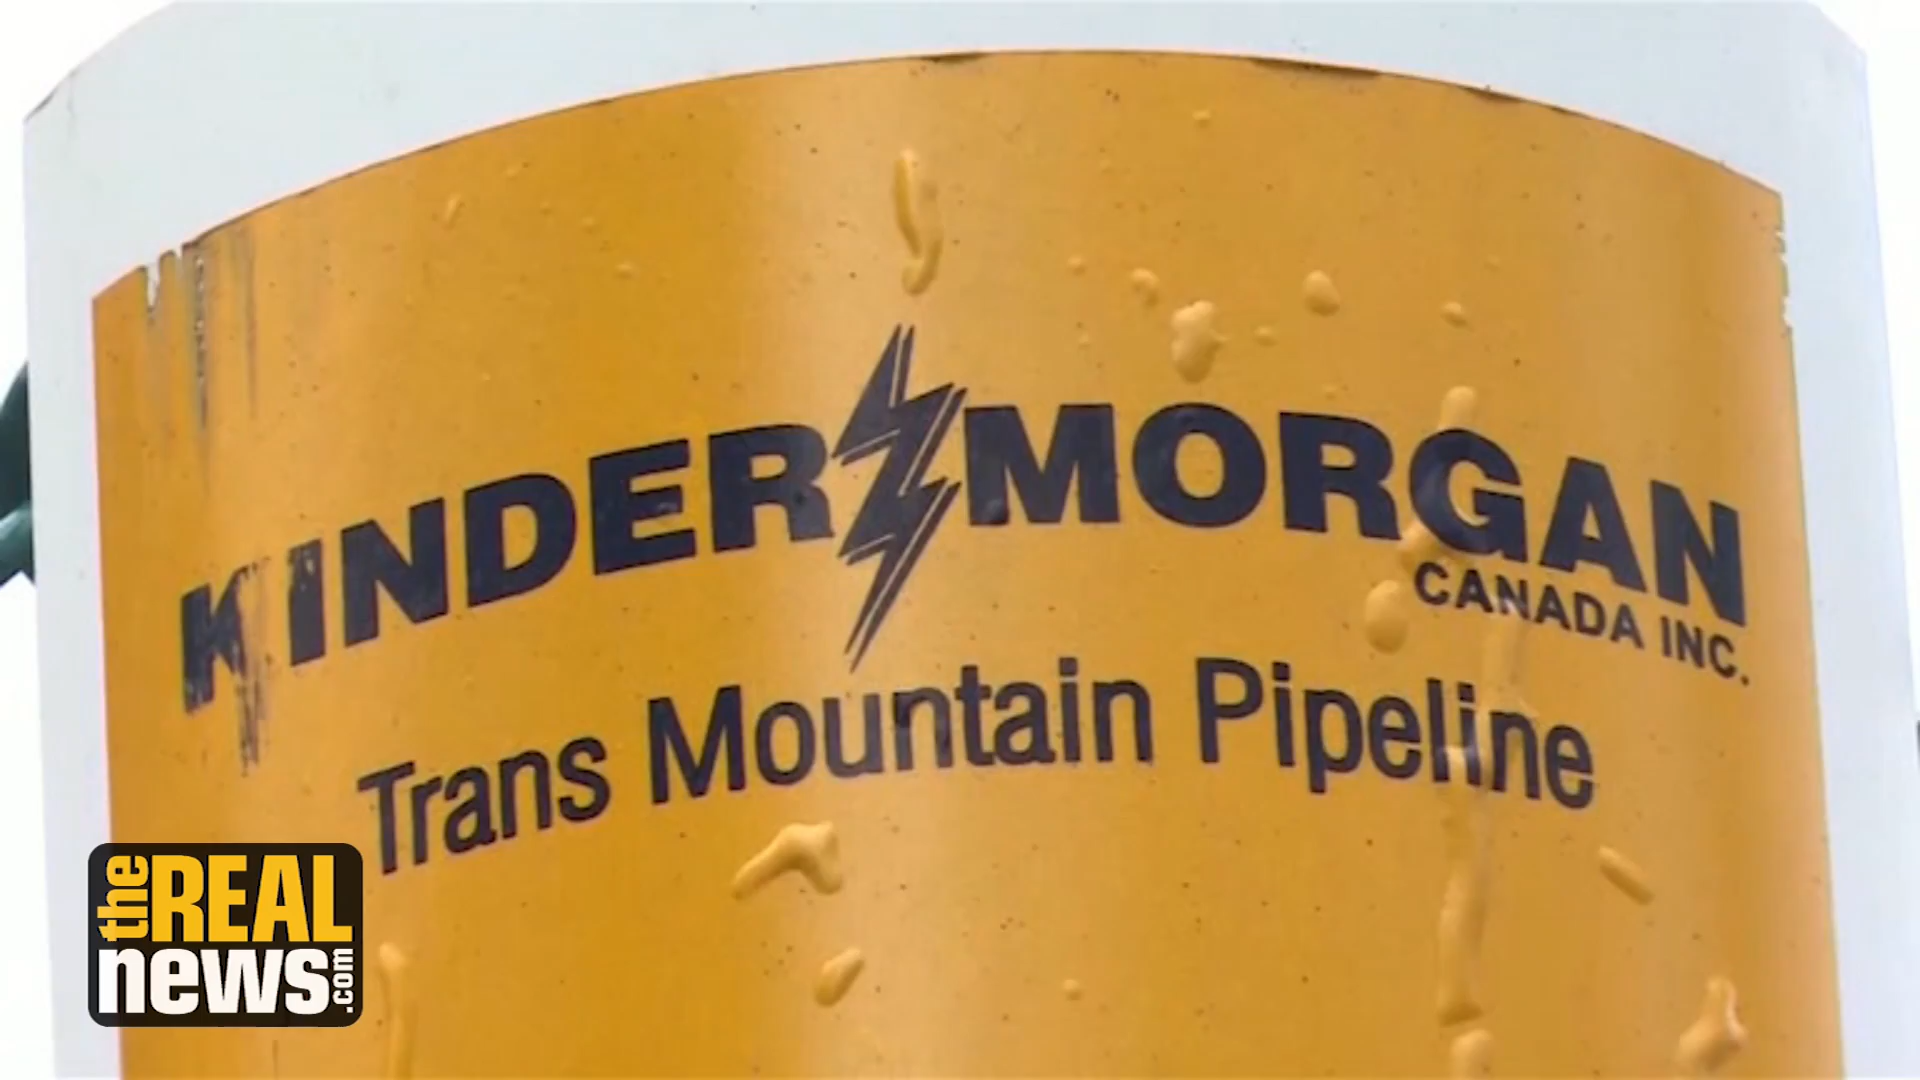 KINDER MORGAN
CANADA INC.
Trans Mountain Pipeline
the REAL
news.com